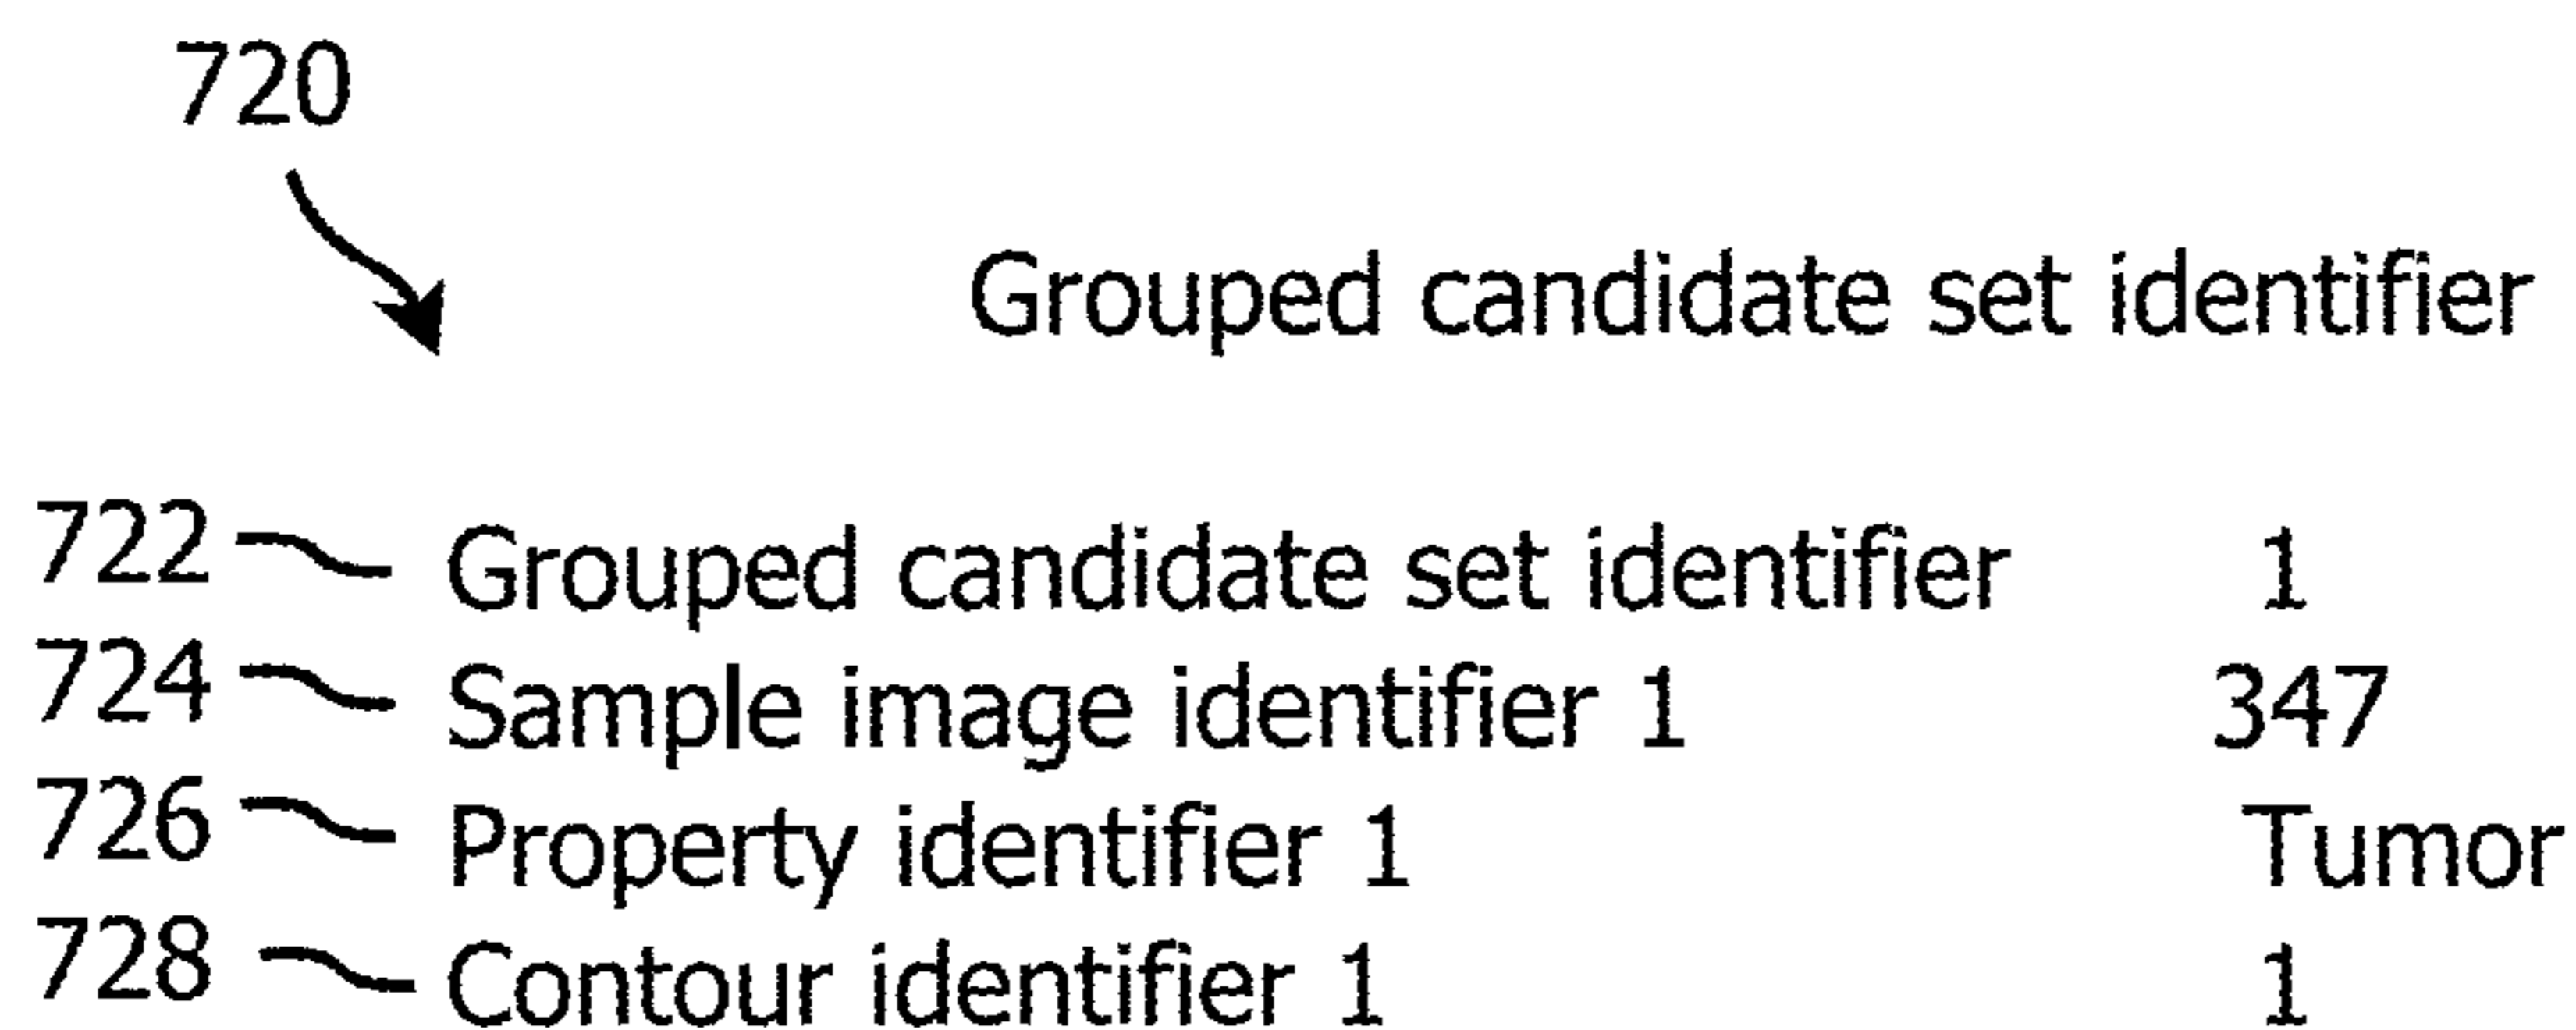 720
Grouped candidate set identifier
722 Grouped candidate set identifier 1
724 Sample image identifier 1 347
726 Property identifier 1 Tumor
728 Contour identifier 1 1